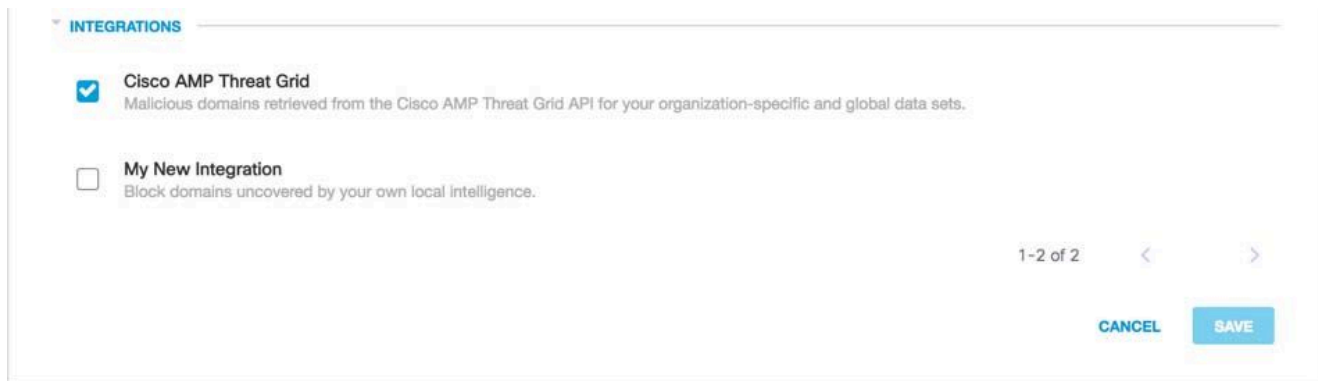 INTEGRATIONS
Cisco AMP Threat Grid
Malicious domains retrieved from the Cisco AMP Threat Grid API for your organization-specific and global data sets.
My New Integration
Block domains uncovered by your own local intelligence.
1-2 of 2
CANCEL SAVE